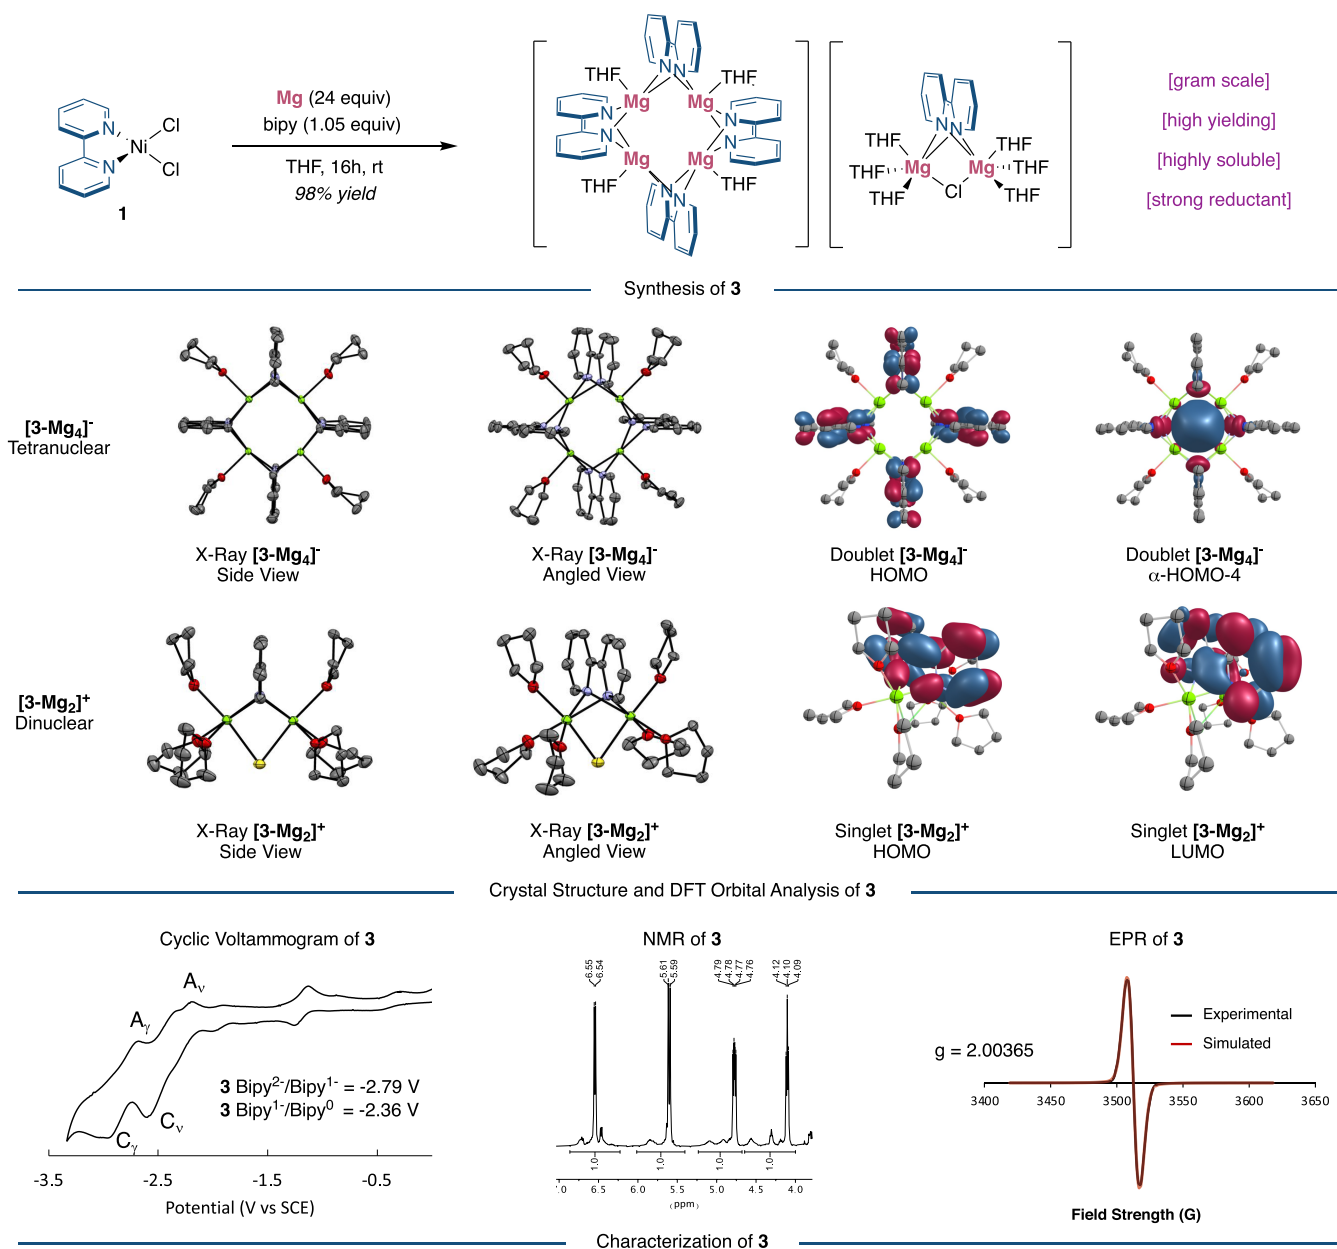 N
N
Ni
Cl
Cl
1
Mg (24 equiv)
bipy (1.05 equiv)
THF, 16h, rt
98% yield
THF
N
N
THF
Mg
Mg
N
N
N
N
Mg
Mg
THF
N
N
THF
N
N
THF
THF
THF
Mg
Mg
THF
THF
THF
Cl
[gram scale]
[high yielding]
[highly soluble]
[strong reductant]
Synthesis of 3
[3-Mg₄]⁻
Tetranuclear
X-Ray [3-Mg₄]⁻
Side View
X-Ray [3-Mg₄]⁻
Angled View
Doublet [3-Mg₄]⁻
HOMO
Doublet [3-Mg₄]⁻
α-HOMO-4
[3-Mg₂]⁺
Dinuclear
X-Ray [3-Mg₂]⁺
Side View
X-Ray [3-Mg₂]⁺
Angled View
Singlet [3-Mg₂]⁺
HOMO
Singlet [3-Mg₂]⁺
LUMO
Crystal Structure and DFT Orbital Analysis of 3
Cyclic Voltammogram of 3
Aν
Aγ
3 Bipy²⁻/Bipy¹⁻ = -2.79 V
3 Bipy¹⁻/Bipy⁰ = -2.36 V
Cν
Cγ
-3.5 -2.5 -1.5 -0.5
Potential (V vs SCE)
NMR of 3
6.55 6.54 5.61 5.59 4.79 4.78 4.77 4.76 4.12 4.10 4.09
1.0 1.0 1.0 1.0
7.0 6.5 6.0 5.5 5.0 4.5 4.0
(ppm)
EPR of 3
Experimental
Simulated
g = 2.00365
3400 3450 3500 3550 3600 3650
Field Strength (G)
Characterization of 3